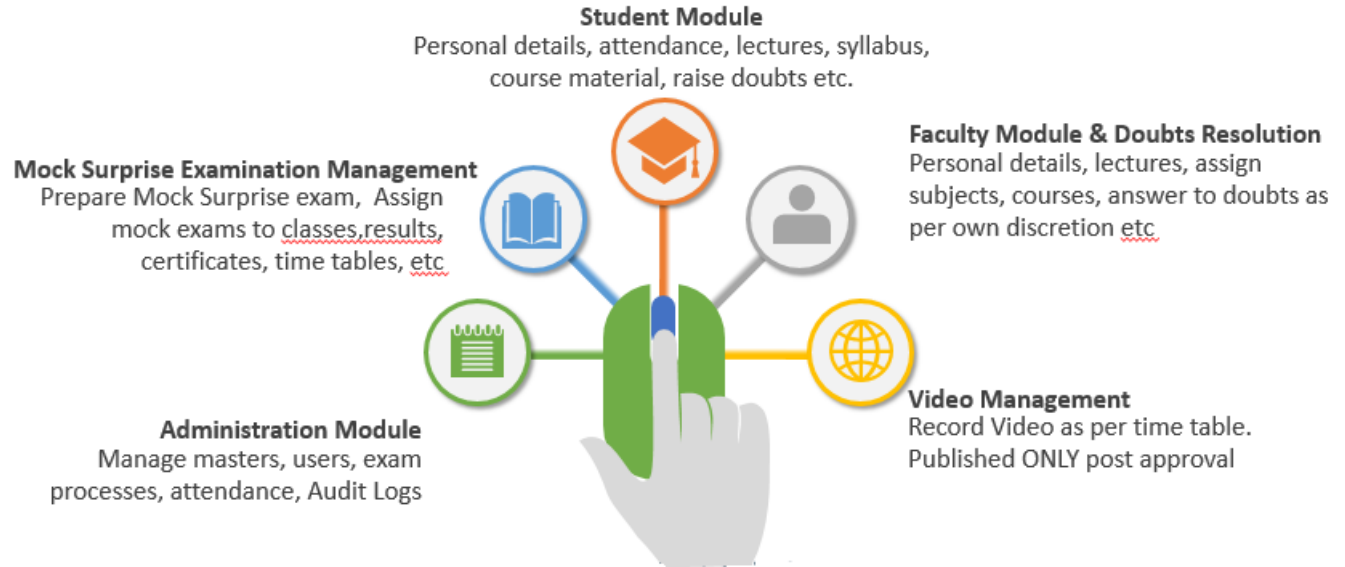 Student Module
Personal details, attendance, lectures, syllabus,
course material, raise doubts etc.
Mock Surprise Examination Management
Prepare Mock Surprise exam,  Assign
mock exams to classes,results,
certificates, time tables, etc
Faculty Module & Doubts Resolution
Personal details, lectures, assign
subjects, courses, answer to doubts as
per own discretion etc
Administration Module
Manage masters, users, exam
processes, attendance, Audit Logs
Video Management
Record Video as per time table.
Published ONLY post approval